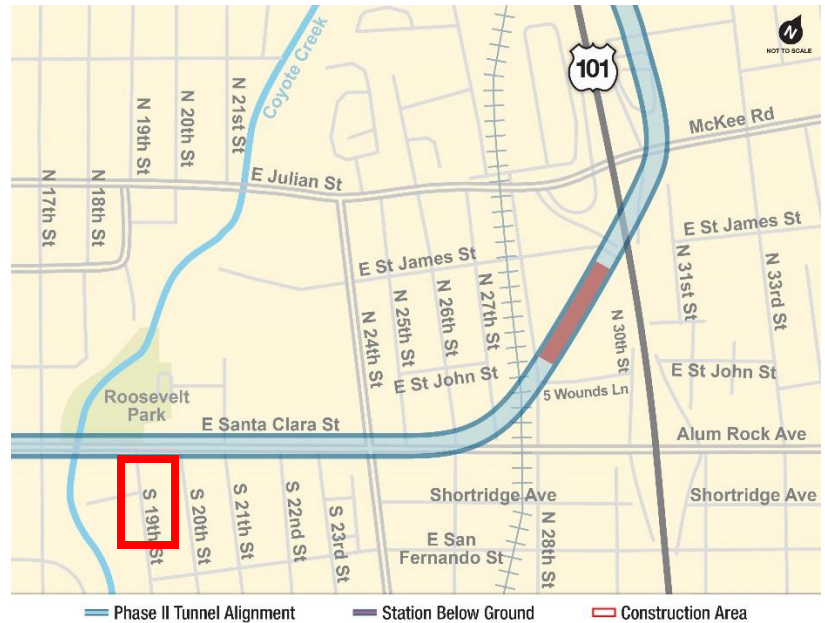 N
NOT TO SCALE
101
Coyote Creek
McKee Rd
N 19th St
N 20th St
N 21st St
E Julian St
N 17th St
N 18th St
E St James St
E St James St
N 31st St
N 33rd St
N 24th St
N 25th St
N 26th St
N 27th St
N 30th St
E St John St
E St John St
5 Wounds Ln
Roosevelt
Park
E Santa Clara St
Alum Rock Ave
S 19th St
S 20th St
S 21st St
S 22nd St
S 23rd St
Shortridge Ave
Shortridge Ave
E San
Fernando St
N 28th St
Phase II Tunnel Alignment
Station Below Ground
Construction Area